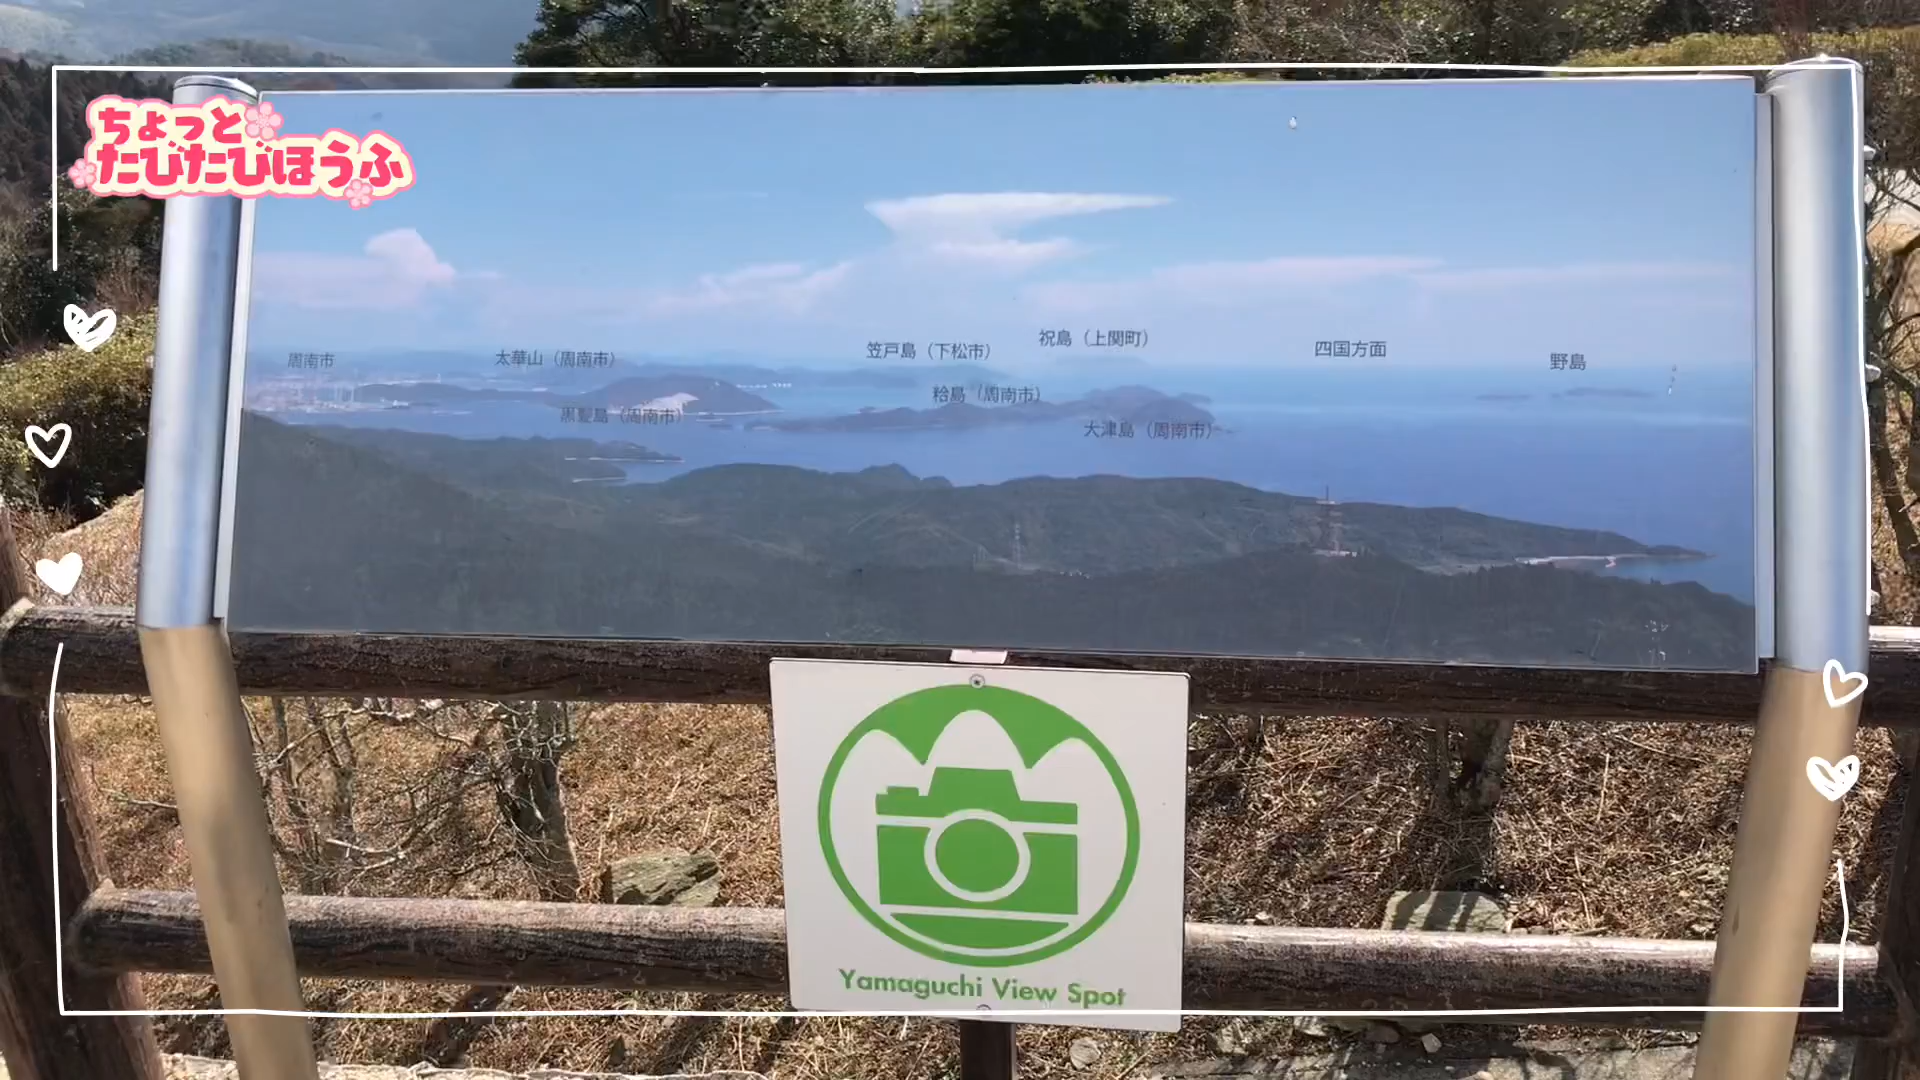 ちょっと
たびたびほうふ
周南市
太華山（周南市）
黒髪島（周南市）
笠戸島（下松市）
粭島（周南市）
祝島（上関町）
大津島（周南市）
四国方面
野島
Yamaguchi View Spot